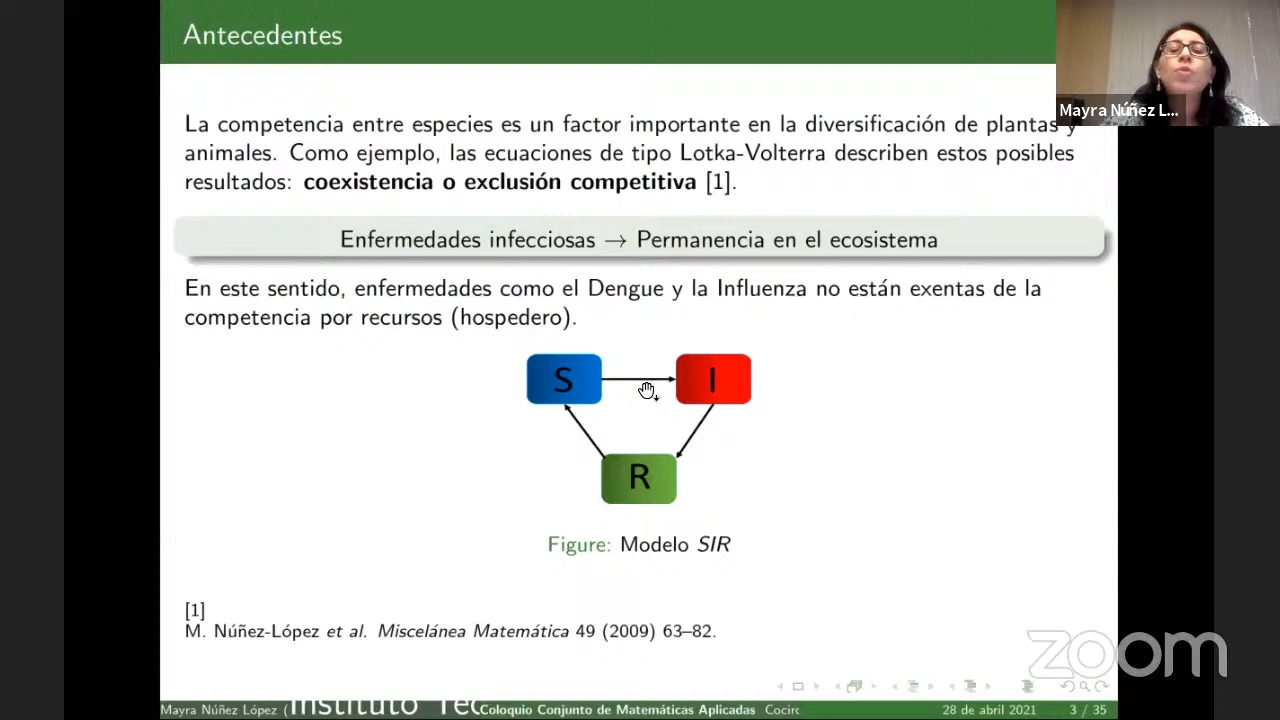 Antecedentes
Mayra Núñez L...
La competencia entre especies es un factor importante en la diversificación de plantas y
animales. Como ejemplo, las ecuaciones de tipo Lotka-Volterra describen estos posibles
resultados: coexistencia o exclusión competitiva [1].
Enfermedades infecciosas → Permanencia en el ecosistema
En este sentido, enfermedades como el Dengue y la Influenza no están exentas de la
competencia por recursos (hospedero).
S
I
R
Figure: Modelo SIR
[1]
M. Núñez-López et al. Miscelánea Matemática 49 (2009) 63–82.
zoom
Mayra Núñez López (
Instituto Tec
Coloquio Conjunto de Matemáticas Aplicadas
28 de abril 2021
3 / 35